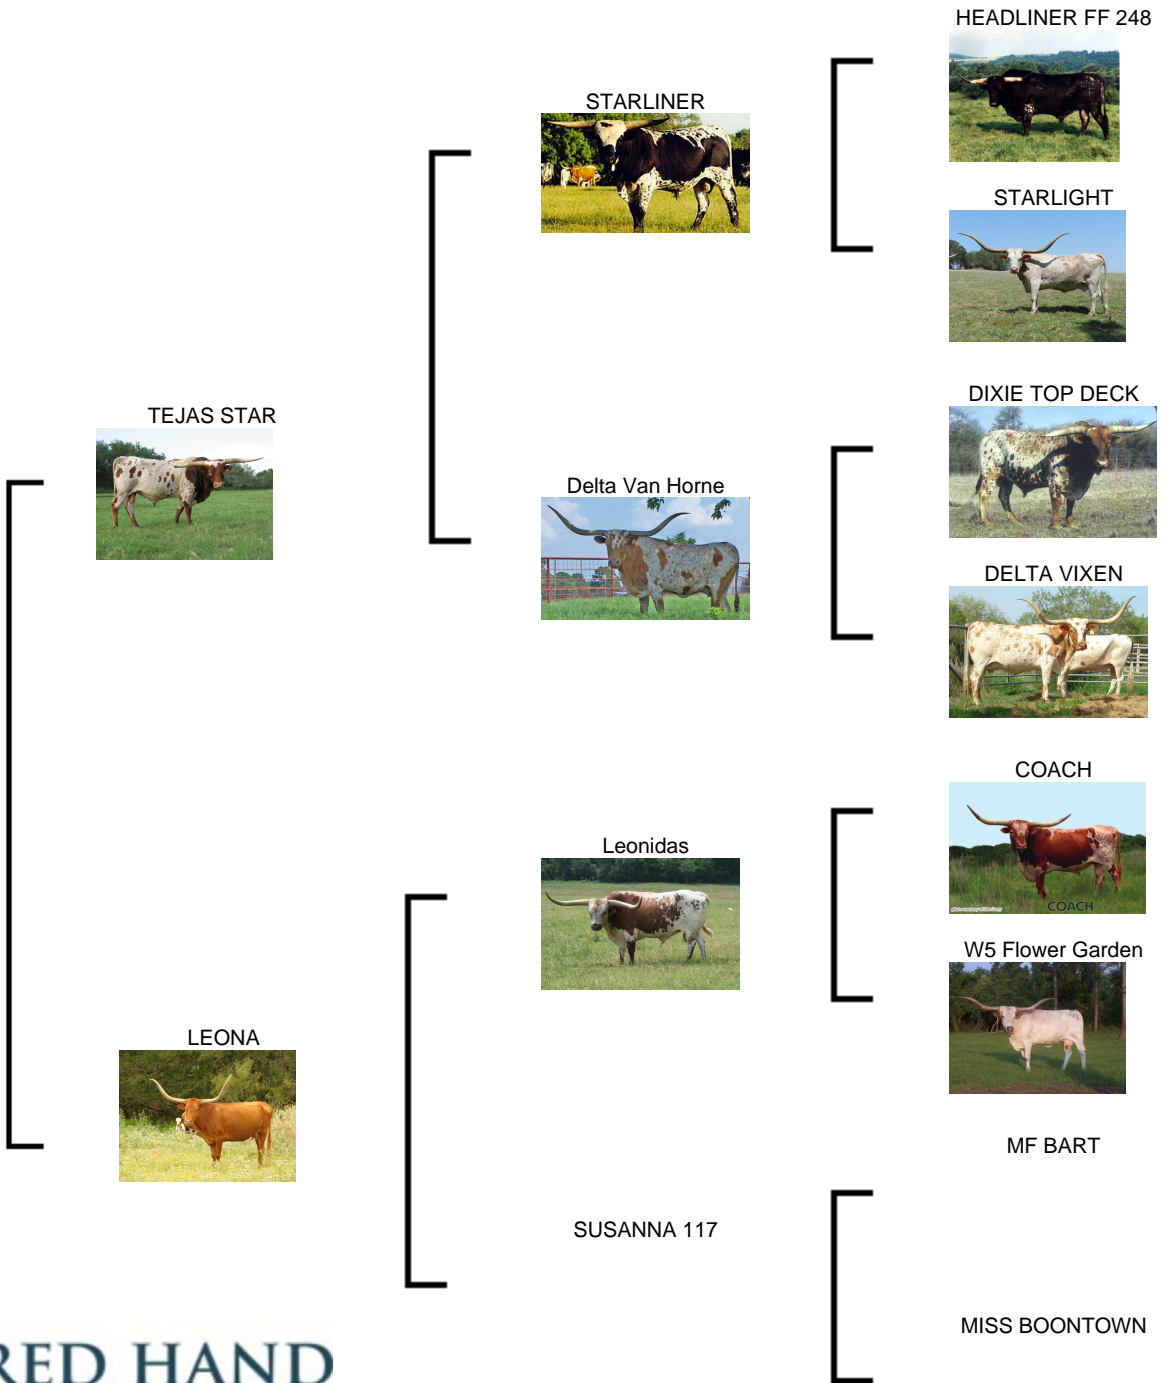 HEADLINER FF 248
STARLINER
STARLIGHT
TEJAS STAR
DIXIE TOP DECK
Delta Van Horne
DELTA VIXEN
COACH
Leonidas
COACH
W5 Flower Garden
LEONA
MF BART
SUSANNA 117
MISS BOONTOWN
RED HAND